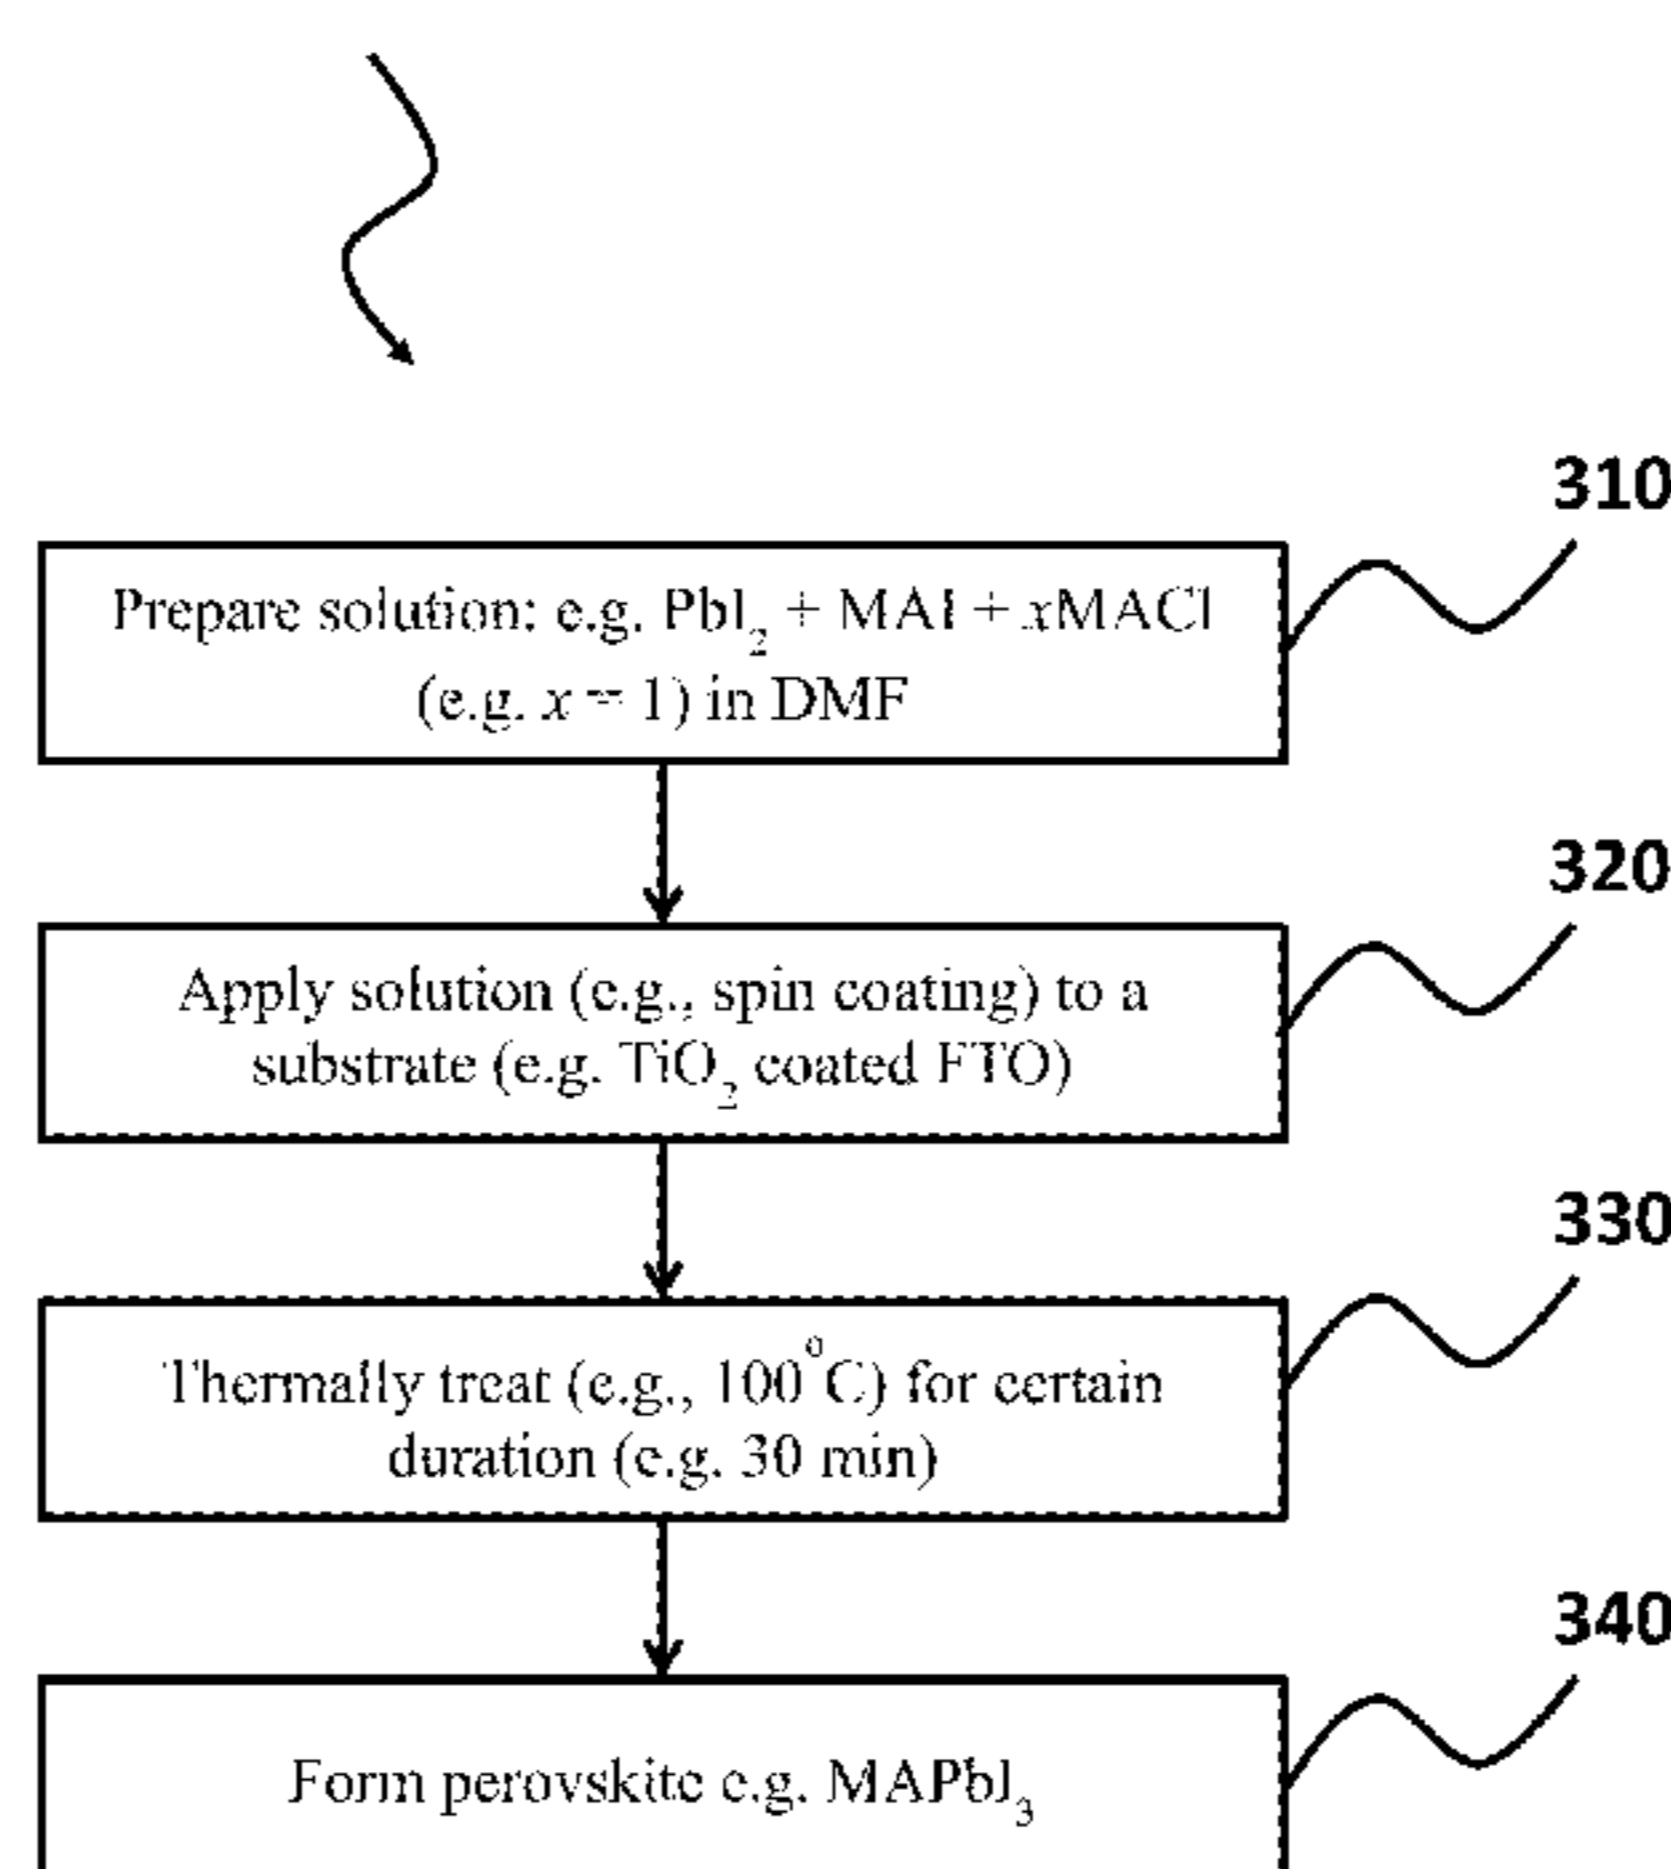 310
Prepare solution: e.g. PbI₂ + MAI + xMACl
(e.g. x = 1) in DMF
320
Apply solution (e.g., spin coating) to a
substrate (e.g. TiO₂ coated FTO)
330
Thermally treat (e.g., 100°C) for certain
duration (e.g. 30 min)
340
Form perovskite e.g. MAPbI₃